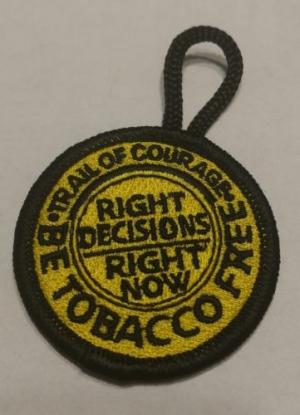 •TRAIL OF COURAGE•
RIGHT
DECISIONS
RIGHT
NOW
BE TOBACCO FREE